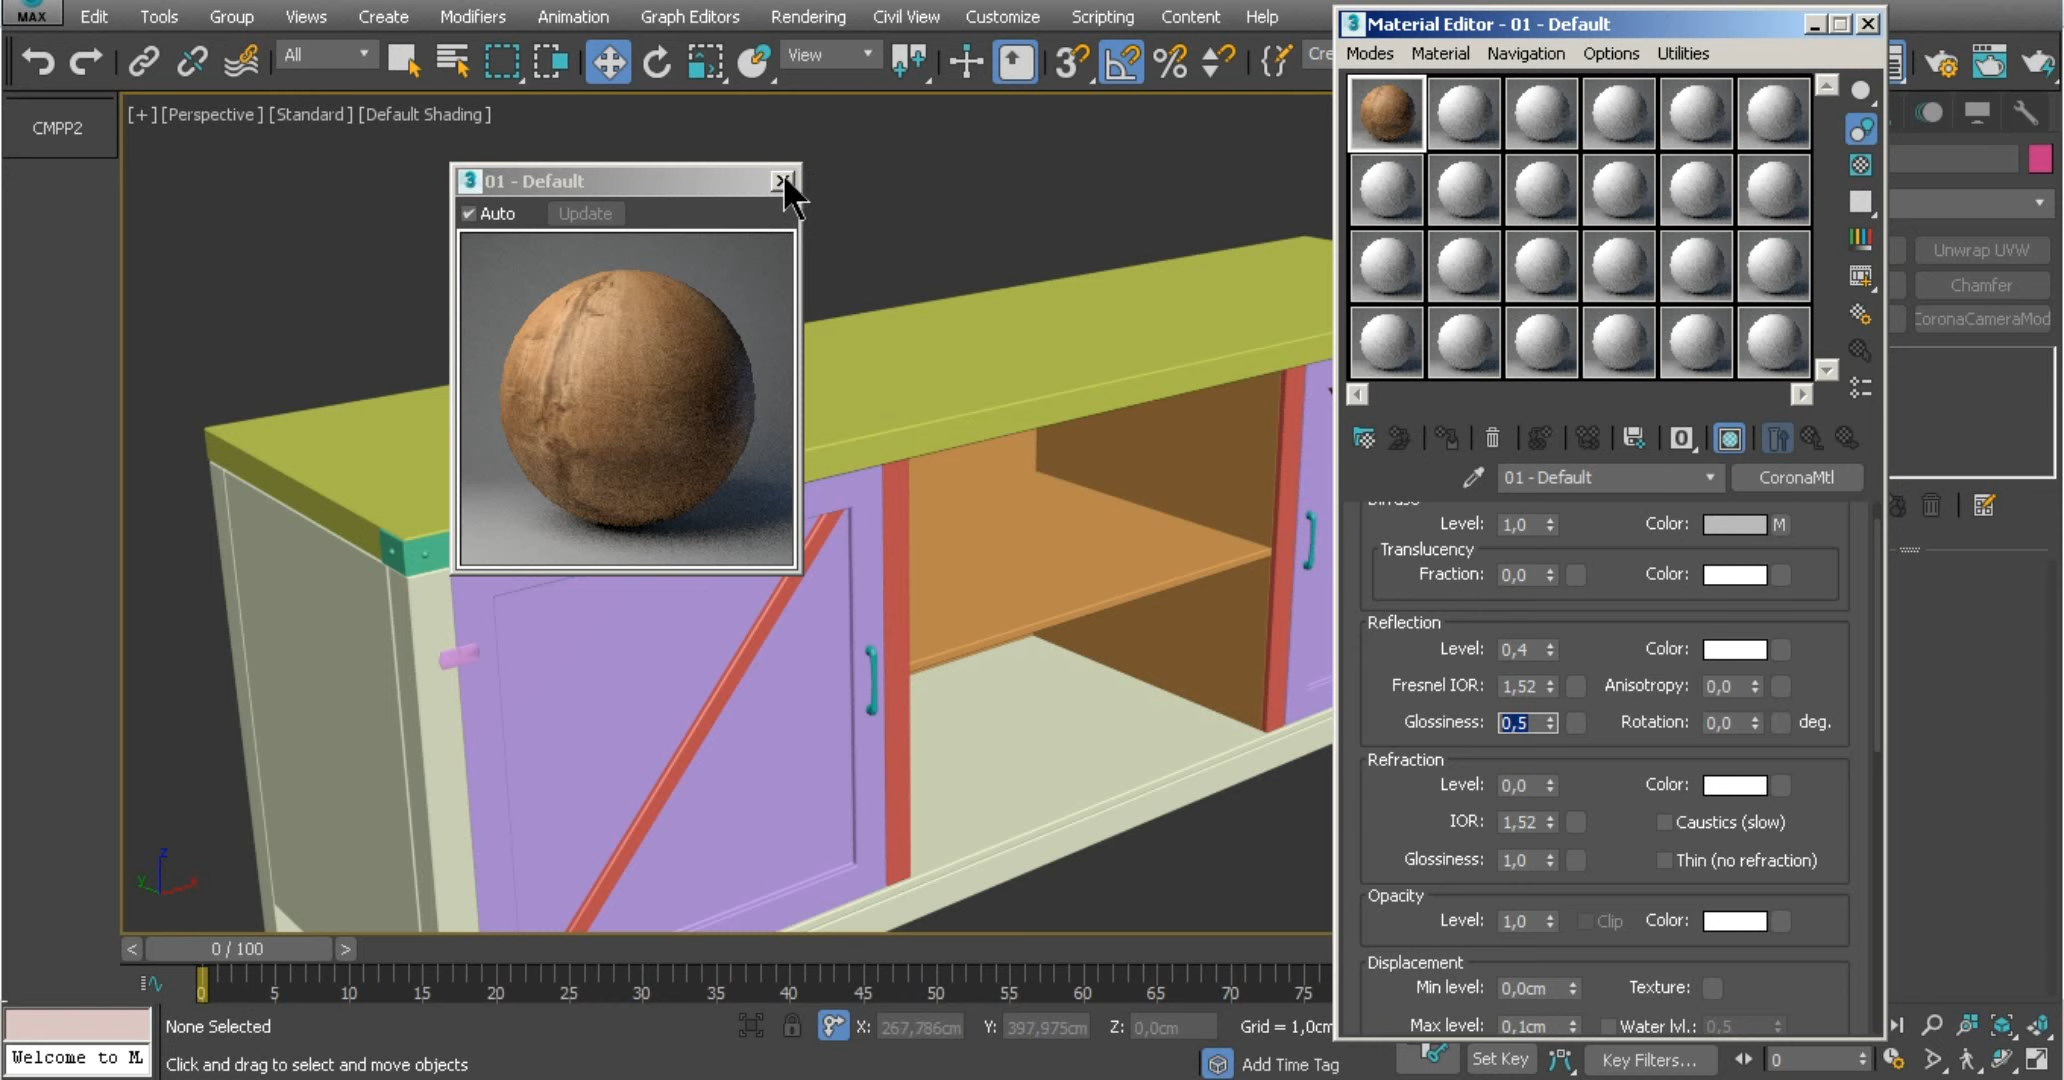 MAX
Edit Tools Group Views Create Modifiers Animation Graph Editors Rendering Civil View Customize Scripting Content Help
All
View
Cre
CMPP2
[+] [Perspective] [Standard] [Default Shading]
3 01 - Default
Auto Update
3 Material Editor - 01 - Default
Modes Material Navigation Options Utilities
01 - Default
CoronaMtl
Level: 1,0 Color: M
Translucency
Fraction: 0,0 Color:
Reflection
Level: 0,4 Color:
Fresnel IOR: 1,52 Anisotropy: 0,0
Glossiness: 0,5 Rotation: 0,0 deg.
Refraction
Level: 0,0 Color:
IOR: 1,52 Caustics (slow)
Glossiness: 1,0 Thin (no refraction)
Opacity
Level: 1,0 Clip Color:
Displacement
Min level: 0,0cm Texture:
Max level: 0,1cm Water lvl.: 0,5
Unwrap UVW
Chamfer
CoronaCameraMod
z
y
x
< 0 / 100 >
0 5 10 15 20 25 30 35 40 45 50 55 60 65 70 75
None Selected
X: 267,786cm Y: 397,975cm Z: 0,0cm Grid = 1,0cm
Welcome to M
Click and drag to select and move objects
Add Time Tag
Set Key
Key Filters...
0